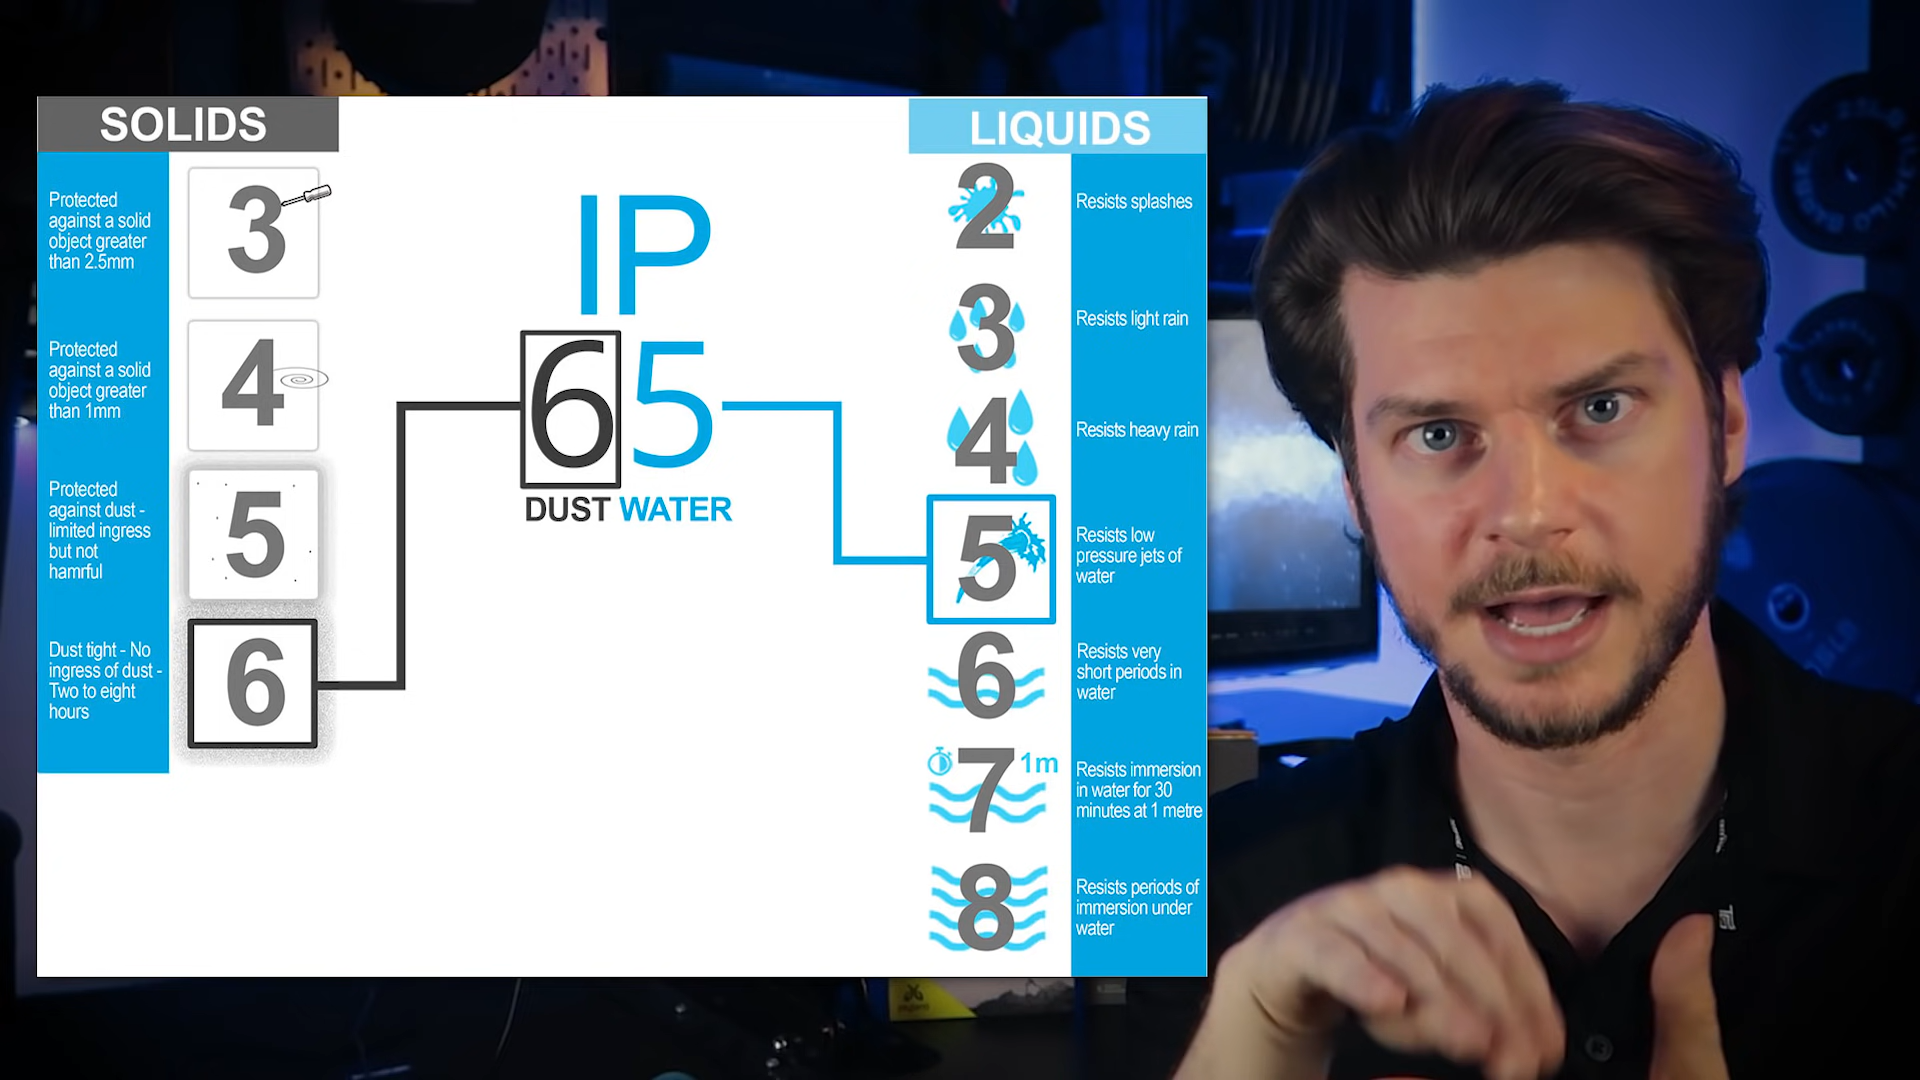 SOLIDS
Protected
against a solid
object greater
than 2.5mm
3
Protected
against a solid
object greater
than 1mm
4
Protected
against dust -
limited ingress
but not
hamrful
5
Dust tight - No
ingress of dust -
Two to eight
hours
6
IP
65
DUST WATER
LIQUIDS
2
Resists splashes
3
Resists light rain
4
Resists heavy rain
5
Resists low
pressure jets of
water
6
Resists very
short periods in
water
7
1m
Resists immersion
in water for 30
minutes at 1 metre
8
Resists periods of
immersion under
water